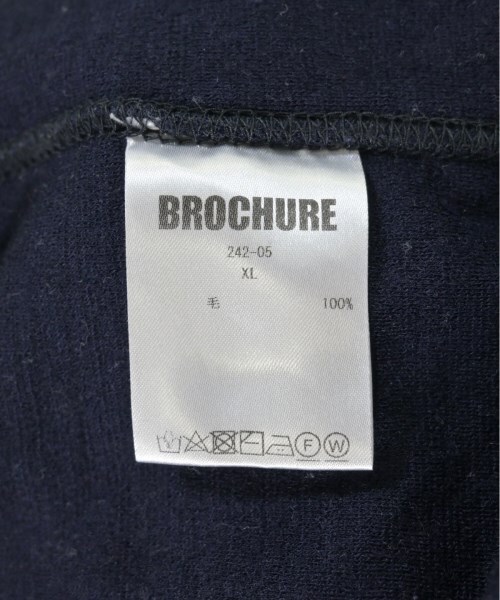 BROCHURE
242-05
XL
毛 100%
F W